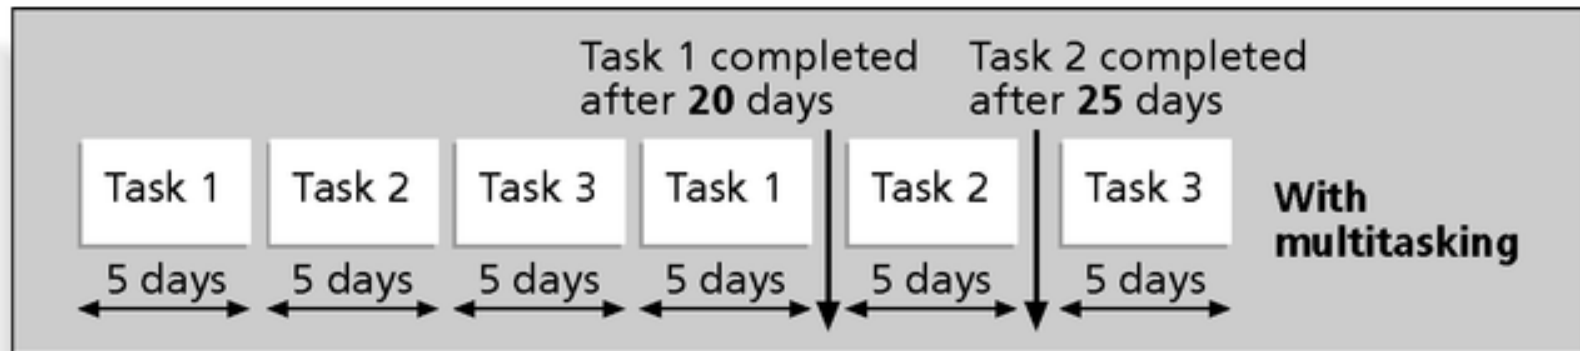 Task 1 completed
after 20 days
Task 2 completed
after 25 days
Task 1
Task 2
Task 3
Task 1
Task 2
Task 3
With
multitasking
5 days
5 days
5 days
5 days
5 days
5 days